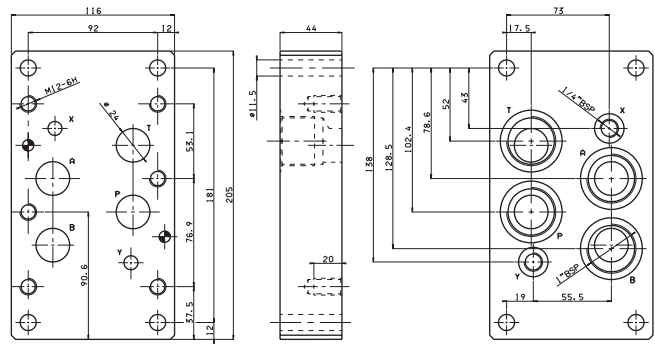 116
92
12
M12-6H
X
ø 24
T
A
P
B
Y
90.6
53.1
76.9
37.5
12
181
205
44
ø11.5
20
73
17.5
T
1/4"BSP
X
A
P
Y
1"BSP
B
43
52
78.6
102.4
128.5
138
19
55.5